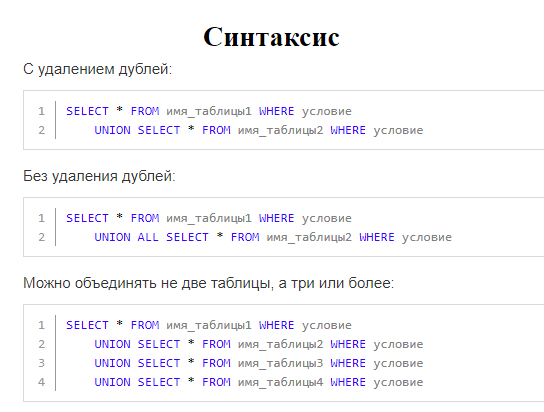 Синтаксис
С удалением дублей:
1 SELECT * FROM имя_таблицы1 WHERE условие
2 UNION SELECT * FROM имя_таблицы2 WHERE условие
Без удаления дублей:
1 SELECT * FROM имя_таблицы1 WHERE условие
2 UNION ALL SELECT * FROM имя_таблицы2 WHERE условие
Можно объединять не две таблицы, а три или более:
1 SELECT * FROM имя_таблицы1 WHERE условие
2 UNION SELECT * FROM имя_таблицы2 WHERE условие
3 UNION SELECT * FROM имя_таблицы3 WHERE условие
4 UNION SELECT * FROM имя_таблицы4 WHERE условие